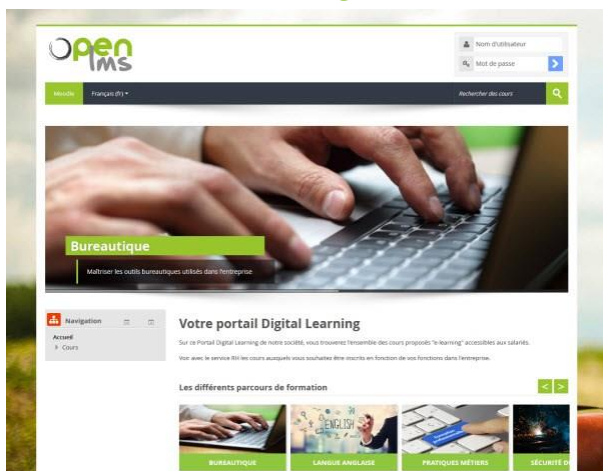 Open
lms
Nom d'utilisateur
Mot de passe
Moodle
Français (fr)
Rechercher des cours
Bureautique
Maîtriser les outils bureautiques utilisés dans l'entreprise
Navigation
Accueil
Cours
Votre portail Digital Learning
Sur ce Portail Digital Learning de notre société, vous trouverez l'ensemble des cours proposés "e-learning" accessibles aux salariés.
Voir avec le service RH les cours auxquels vous souhaitez être inscrits en fonction de vos fonctions dans l'entreprise.
Les différents parcours de formation
< >
ENGLISH
BUREAUTIQUE
LANGUE ANGLAISE
PRATIQUES MÉTIERS
SÉCURITÉ D